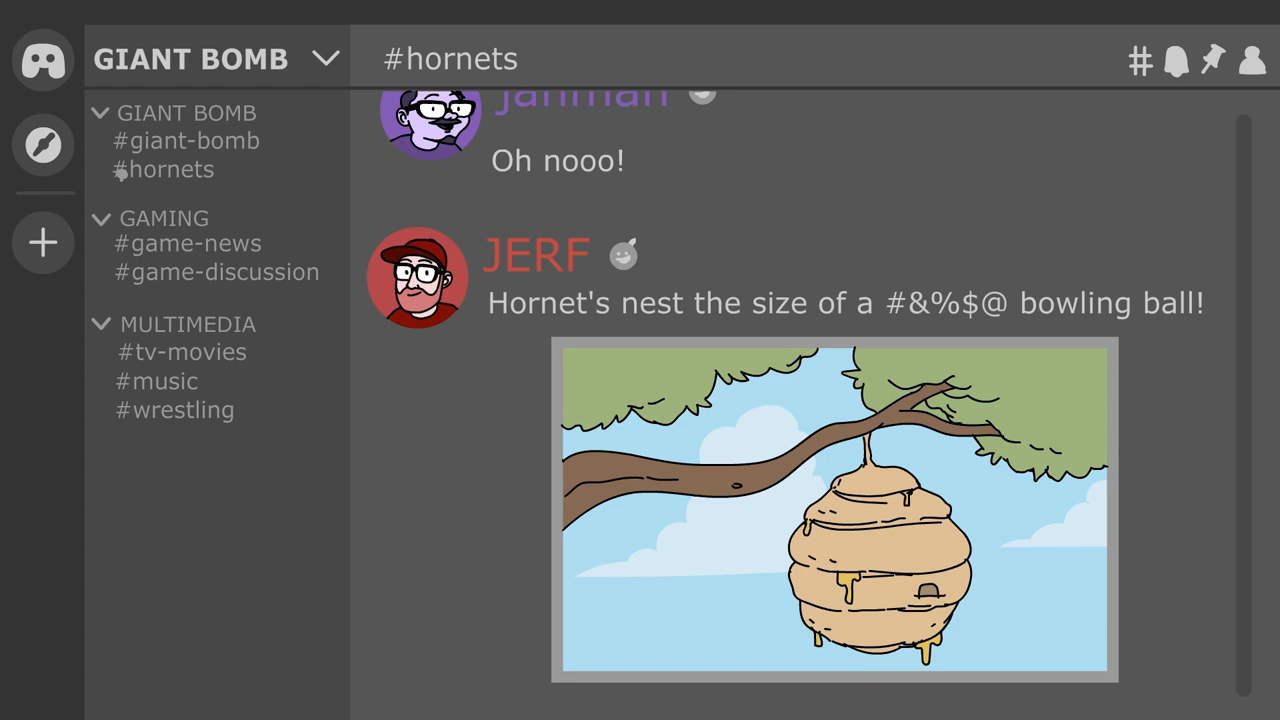 GIANT BOMB
#hornets
GIANT BOMB
#giant-bomb
#hornets
GAMING
#game-news
#game-discussion
MULTIMEDIA
#tv-movies
#music
#wrestling
Oh nooo!
JERF
Hornet's nest the size of a #&%$@ bowling ball!